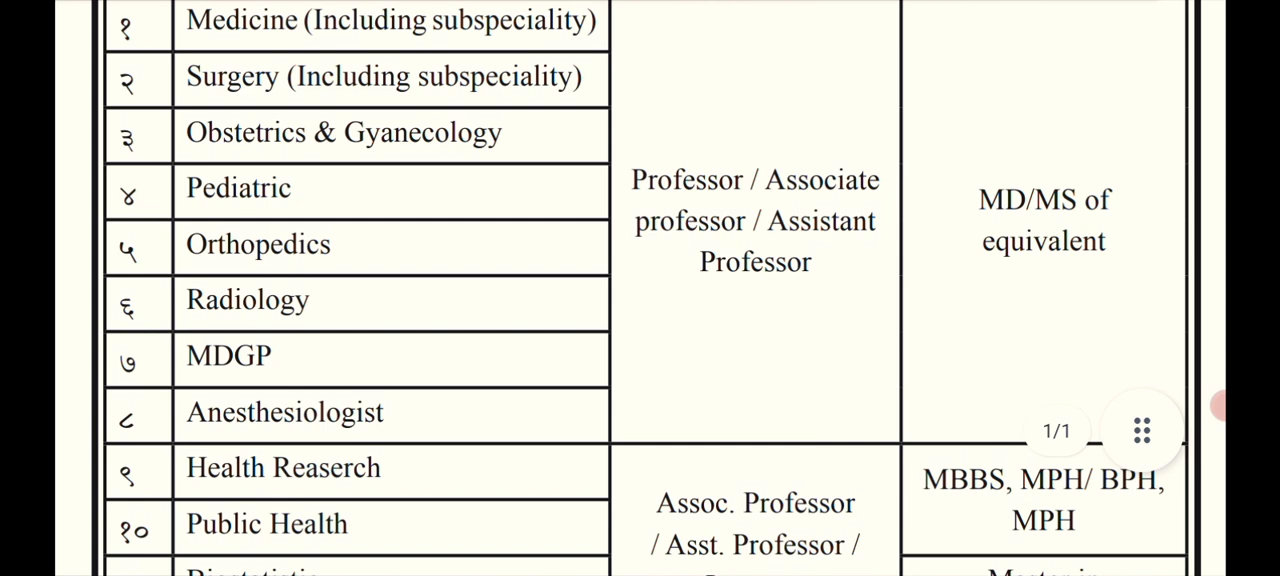 १ Medicine (Including subspeciality)
२ Surgery (Including subspeciality)
३ Obstetrics & Gyanecology
४ Pediatric
५ Orthopedics
६ Radiology
७ MDGP
८ Anesthesiologist
Professor / Associate
professor / Assistant
Professor
MD/MS of
equivalent
1/1
९ Health Reaserch
१० Public Health
Assoc. Professor
/ Asst. Professor /
MBBS, MPH/ BPH,
MPH
Master in